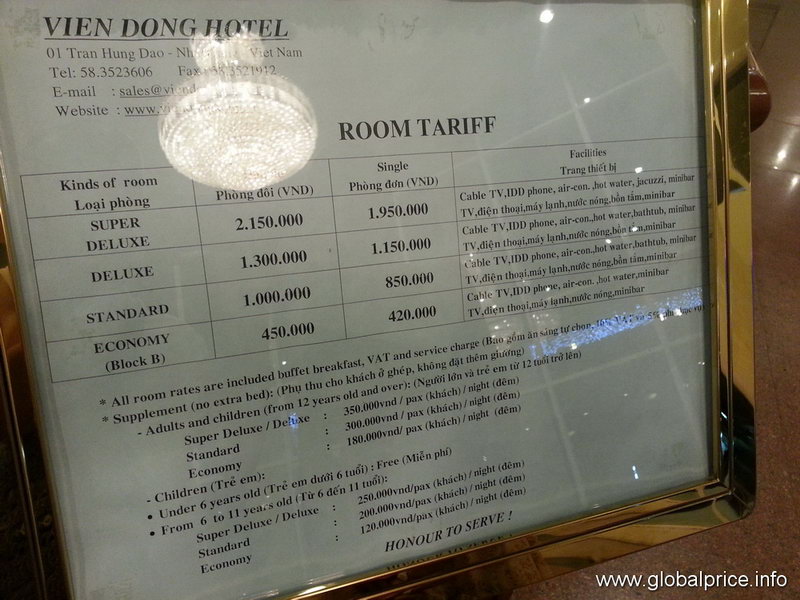 VIEN DONG HOTEL
01 Tran Hung Dao - Viet Nam
Tel: 58.3523606 Fax: 58.3521912
E-mail : sales@
Website : www.
ROOM TARIFF
Kinds of room
Loại phòng
Phòng đôi (VND)
Single
Phòng đơn (VND)
Facilities
Trang thiết bị
SUPER
DELUXE
2.150.000
1.950.000
Cable TV,IDD phone, air-con. ,hot water, jacuzzi, minibar
TV,điện thoại,máy lạnh,nước nóng,bồn tắm,minibar
DELUXE
1.300.000
1.150.000
Cable TV,IDD phone, air-con.,hot water,bathtub, minibar
TV,điện thoại,máy lạnh,nước nóng,bồn tắm,minibar
STANDARD
1.000.000
850.000
Cable TV,IDD phone, air-con.,hot water,bathtub, minibar
TV,điện thoại,máy lạnh,nước nóng,bồn tắm,minibar
ECONOMY
(Block B)
450.000
420.000
Cable TV,IDD phone, air-con. ,hot water,minibar
TV,điện thoại,máy lạnh,nước nóng,minibar
* All room rates are included buffet breakfast, VAT and service charge (Bao gồm ăn sáng tự chọn, 10% VAT và 5% phí phục vụ)
* Supplement (no extra bed): (Phụ thu cho khách ở ghép, không đặt thêm giường)
- Adults and children (from 12 years old and over): (Người lớn và trẻ em từ 12 tuổi trở lên)
Super Deluxe / Deluxe : 350.000vnd / pax (khách) / night (đêm)
Standard : 300.000vnd / pax (khách) / night (đêm)
Economy : 180.000vnd/ pax (khách) / night (đêm)
- Children (Trẻ em):
• Under 6 years old (Trẻ em dưới 6 tuổi) : Free (Miễn phí)
• From 6 to 11 years old (Từ 6 đến 11 tuổi):
Super Deluxe / Deluxe : 250.000vnd/pax (khách) / night (đêm)
Standard : 200.000vnd/pax (khách) / night (đêm)
Economy : 120.000vnd/pax (khách) / night (đêm)
HONOUR TO SERVE !
www.globalprice.info